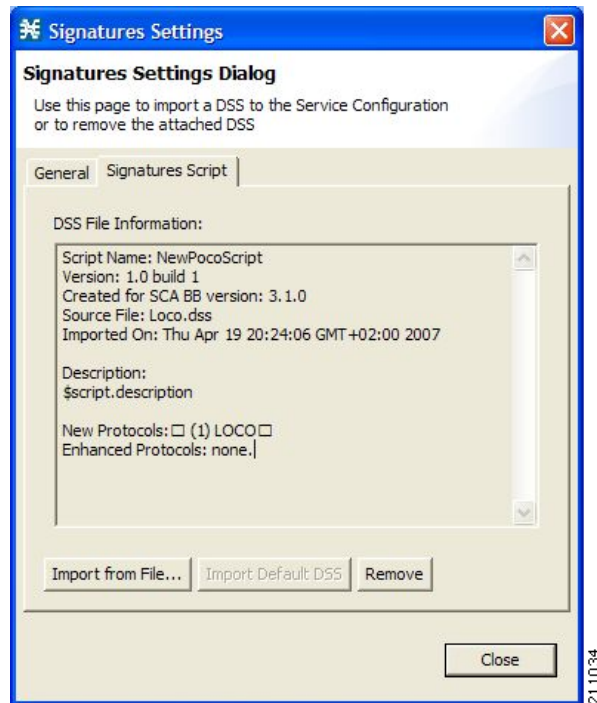 Signatures Settings
Signatures Settings Dialog
Use this page to import a DSS to the Service Configuration
or to remove the attached DSS
General Signatures Script
DSS File Information:
Script Name: NewPocoScript
Version: 1.0 build 1
Created for SCA BB version: 3.1.0
Source File: Loco.dss
Imported On: Thu Apr 19 20:24:06 GMT+02:00 2007
Description:
$script.description
New Protocols:□ (1) LOCO□
Enhanced Protocols: none.
Import from File... Import Default DSS Remove
Close
211034